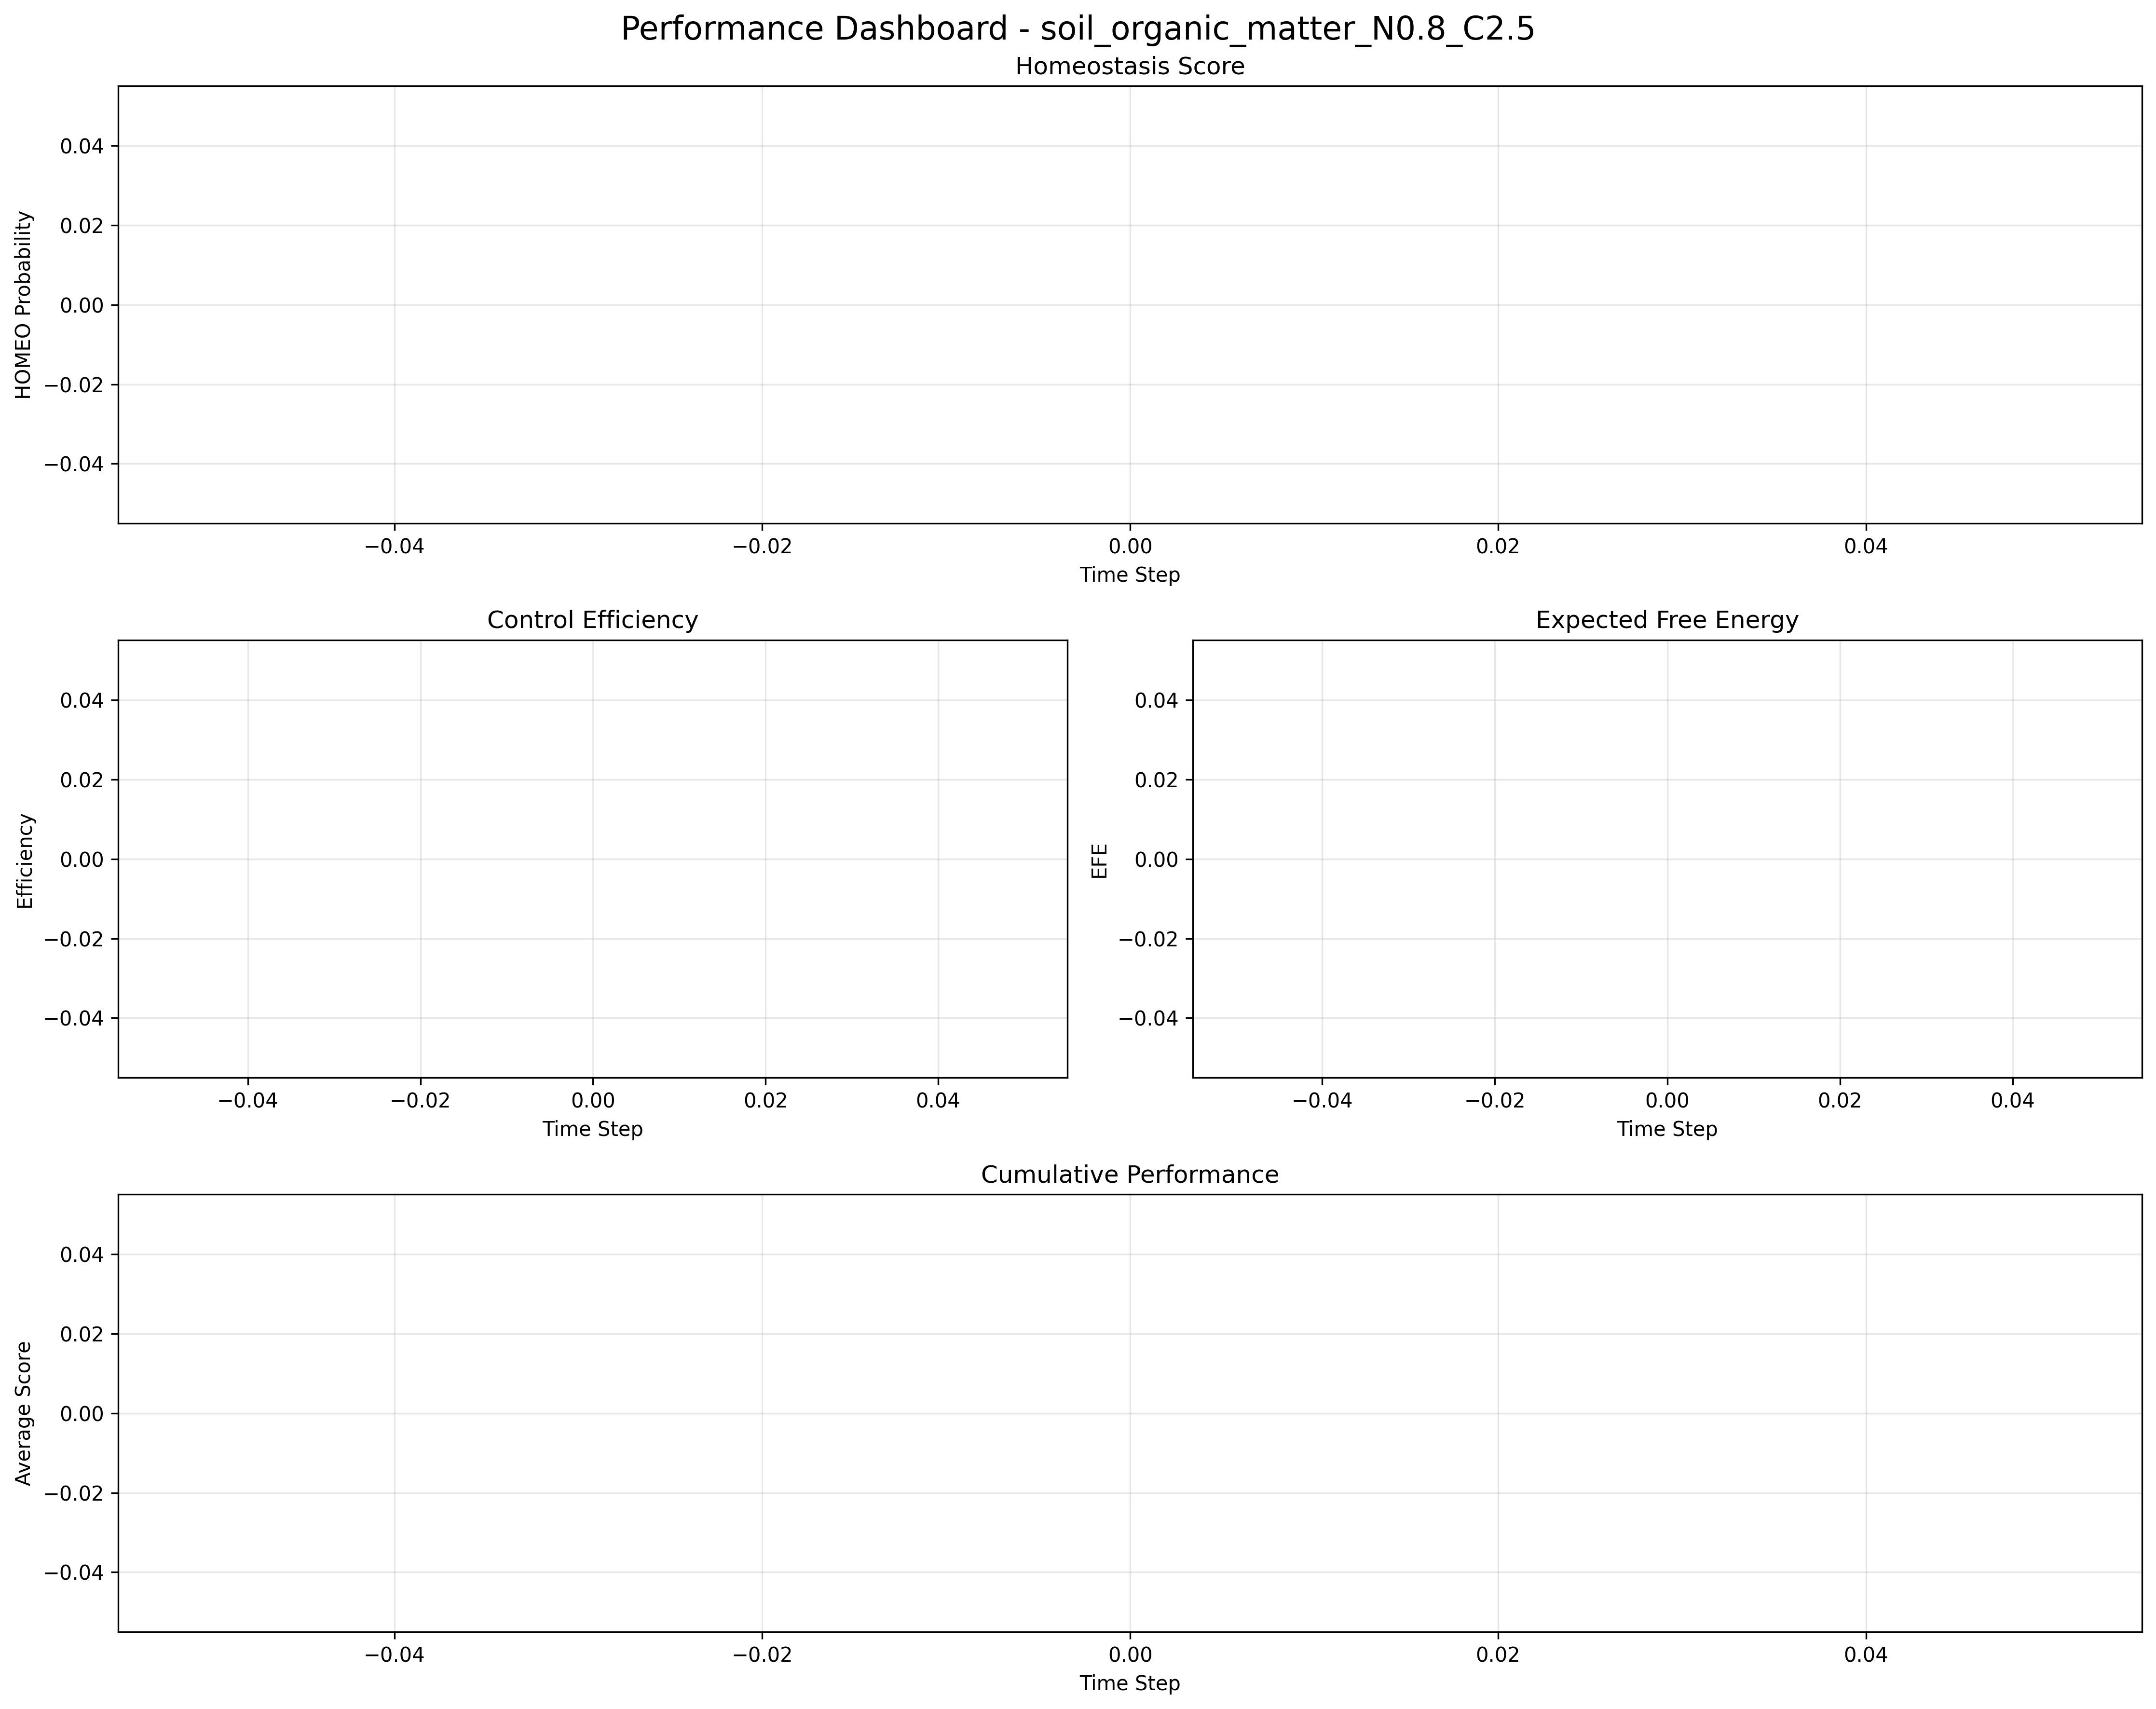 Performance Dashboard - soil_organic_matter_N0.8_C2.5
Homeostasis Score
HOMEO Probability
0.04
0.02
0.00
−0.02
−0.04
−0.04 −0.02 0.00 0.02 0.04
Time Step
Control Efficiency
Efficiency
0.04
0.02
0.00
−0.02
−0.04
−0.04 −0.02 0.00 0.02 0.04
Time Step
Expected Free Energy
EFE
0.04
0.02
0.00
−0.02
−0.04
−0.04 −0.02 0.00 0.02 0.04
Time Step
Cumulative Performance
Average Score
0.04
0.02
0.00
−0.02
−0.04
−0.04 −0.02 0.00 0.02 0.04
Time Step